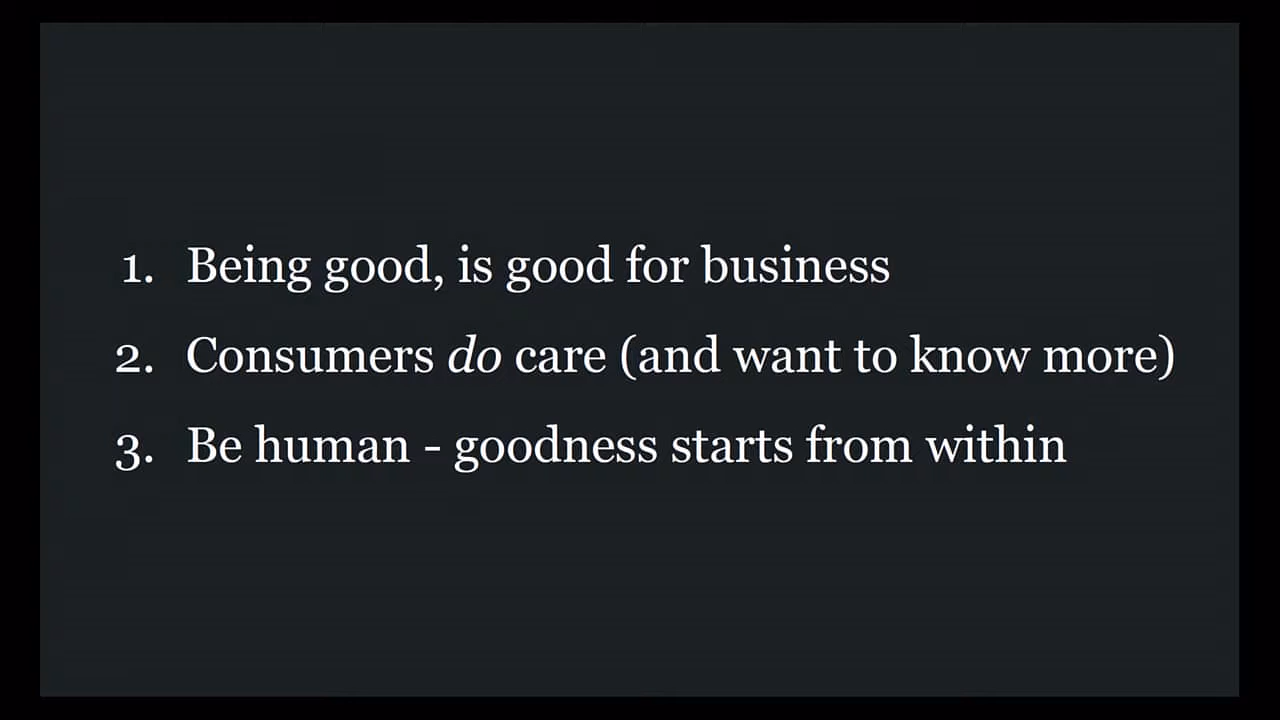 1. Being good, is good for business
2. Consumers do care (and want to know more)
3. Be human - goodness starts from within